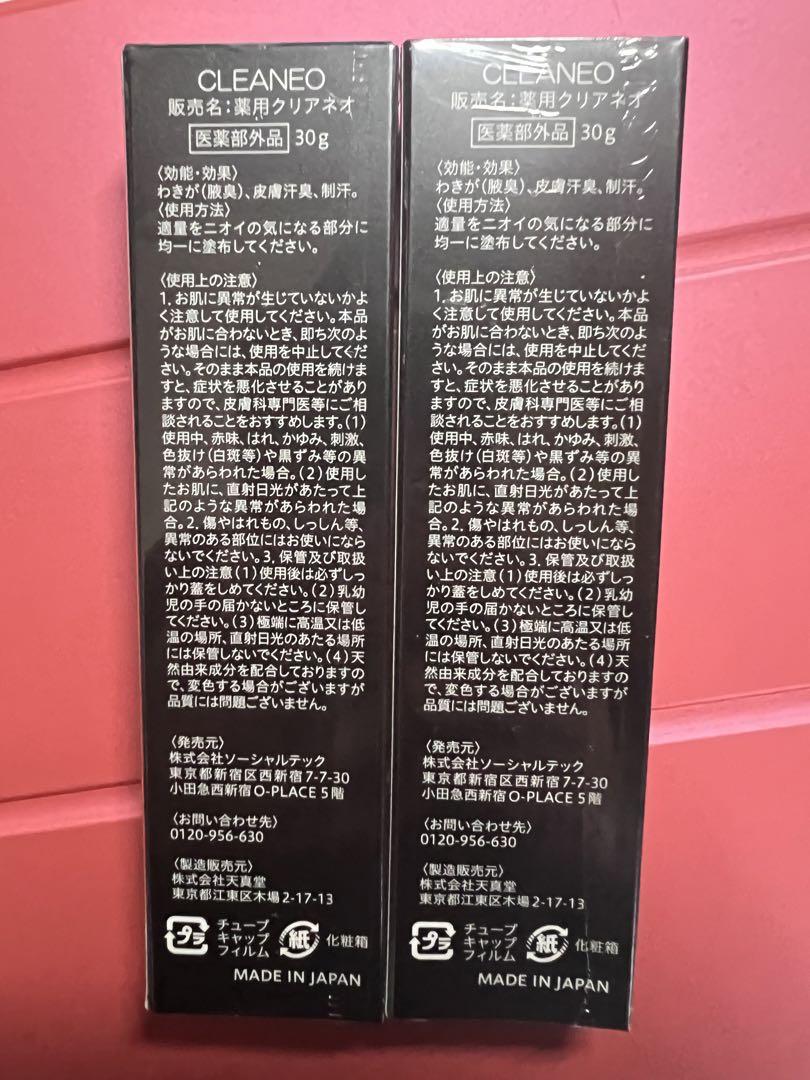 CLEANEO
販売名:薬用クリアネオ
医薬部外品 30g
〈効能・効果〉
わきが(腋臭)、皮膚汗臭、制汗。
〈使用方法〉
適量をニオイの気になる部分に
均一に塗布してください。
〈使用上の注意〉
1. お肌に異常が生じていないかよ
く注意して使用してください。本品
がお肌に合わないとき、即ち次のよ
うな場合には、使用を中止してくだ
さい。そのまま本品の使用を続けま
すと、症状を悪化させることがあり
ますので、皮膚科専門医等にご相
談されることをおすすめします。(1)
使用中、赤味、はれ、かゆみ、刺激、
色抜け(白斑等)や黒ずみ等の異
常があらわれた場合。(2)使用し
たお肌に、直射日光があたって上
記のような異常があらわれた場
合。2. 傷やはれもの、しっしん等、
異常のある部位にはお使いになら
ないでください。3. 保管及び取扱
い上の注意(1)使用後は必ずしっ
かり蓋をしめてください。(2)乳幼
児の手の届かないところに保管し
てください。(3)極端に高温又は低
温の場所、直射日光のあたる場所
には保管しないでください。(4)天
然由来成分を配合しておりますの
で、変色する場合がございますが
品質には問題ございません。
〈発売元〉
株式会社ソーシャルテック
東京都新宿区西新宿7-7-30
小田急西新宿O-PLACE 5階
〈お問い合わせ先〉
0120-956-630
〈製造販売元〉
株式会社天真堂
東京都江東区木場2-17-13
プラ チューブ
キャップ
フィルム
紙 化粧箱
MADE IN JAPAN
CLEANEO
販売名:薬用クリアネオ
医薬部外品 30g
〈効能・効果〉
わきが(腋臭)、皮膚汗臭、制汗。
〈使用方法〉
適量をニオイの気になる部分に
均一に塗布してください。
〈使用上の注意〉
1. お肌に異常が生じていないかよ
く注意して使用してください。本品
がお肌に合わないとき、即ち次のよ
うな場合には、使用を中止してくだ
さい。そのまま本品の使用を続けま
すと、症状を悪化させることがあり
ますので、皮膚科専門医等にご相
談されることをおすすめします。(1)
使用中、赤味、はれ、かゆみ、刺激、
色抜け(白斑等)や黒ずみ等の異
常があらわれた場合。(2)使用し
たお肌に、直射日光があたって上
記のような異常があらわれた場
合。2. 傷やはれもの、しっしん等、
異常のある部位にはお使いになら
ないでください。3. 保管及び取扱
い上の注意(1)使用後は必ずしっ
かり蓋をしめてください。(2)乳幼
児の手の届かないところに保管し
てください。(3)極端に高温又は低
温の場所、直射日光のあたる場所
には保管しないでください。(4)天
然由来成分を配合しておりますの
で、変色する場合がございますが
品質には問題ございません。
〈発売元〉
株式会社ソーシャルテック
東京都新宿区西新宿7-7-30
小田急西新宿O-PLACE 5階
〈お問い合わせ先〉
0120-956-630
〈製造販売元〉
株式会社天真堂
東京都江東区木場2-17-13
プラ チューブ
キャップ
フィルム
紙 化粧箱
MADE IN JAPAN